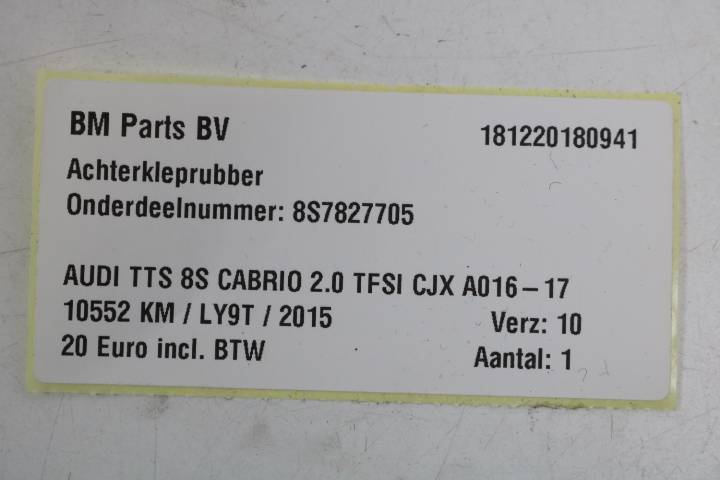 BM Parts BV 181220180941
Achterkleprubber
Onderdeelnummer: 8S7827705
AUDI TTS 8S CABRIO 2.0 TFSI CJX A016-17
10552 KM / LY9T / 2015 Verz: 10
20 Euro incl. BTW Aantal: 1